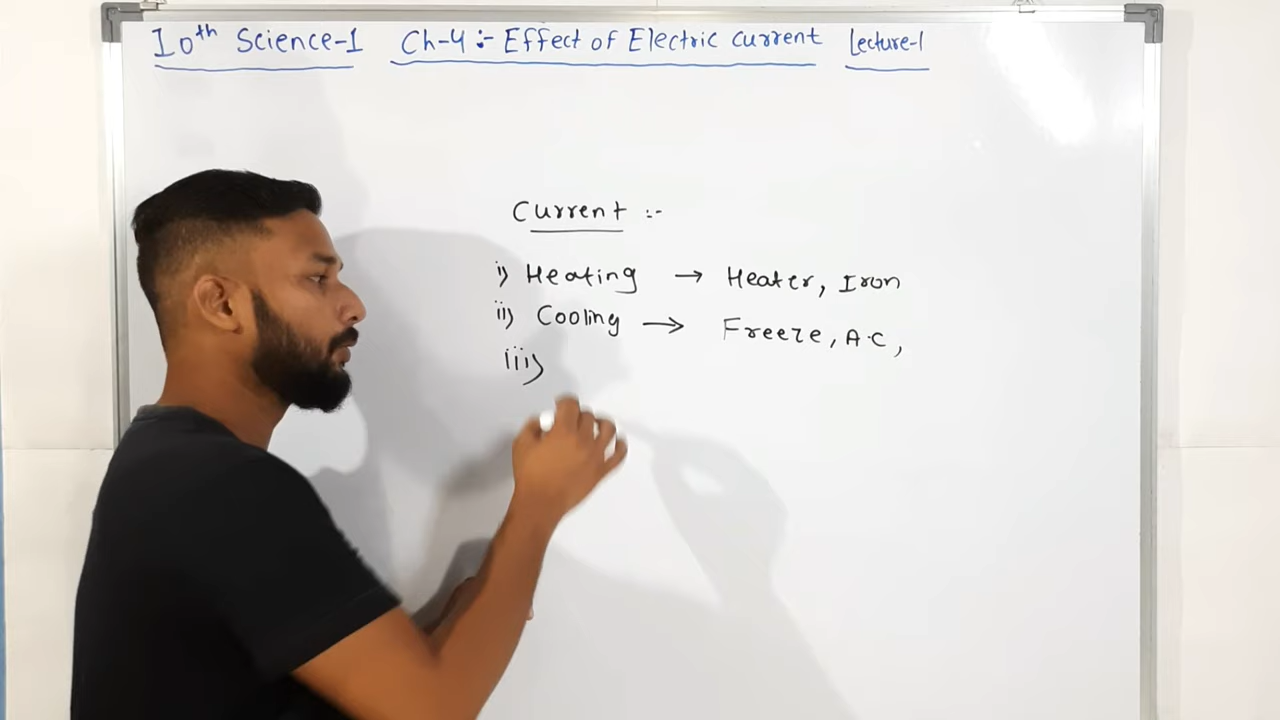 10th Science-1 Ch-4:- Effect of Electric current Lecture-1
Current :-
i) Heating → Heater, Iron
ii) Cooling → Freeze, A.C,
iii)